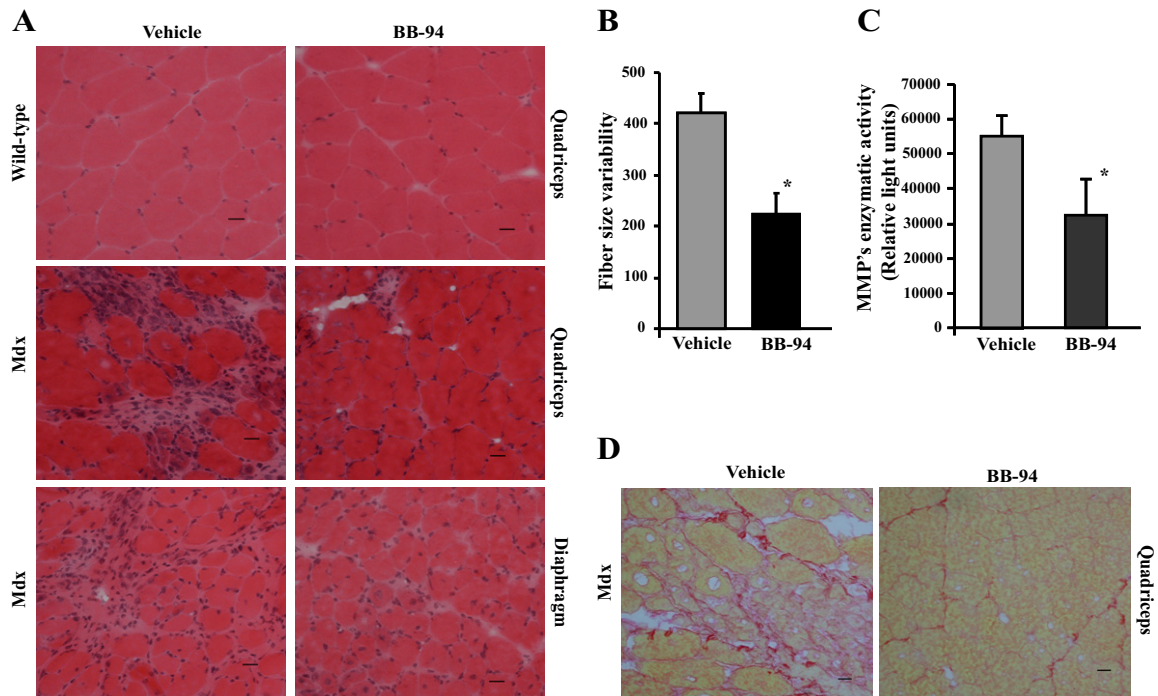 A
Vehicle
BB-94
Wild-type
Quadriceps
Mdx
Quadriceps
Mdx
Diaphragm
B
Fiber size variability
500
400
300
200
100
0
*
Vehicle
BB-94
C
MMP's enzymatic activity
(Relative light units)
70000
60000
50000
40000
30000
20000
10000
0
*
Vehicle
BB-94
D
Vehicle
BB-94
Mdx
Quadriceps